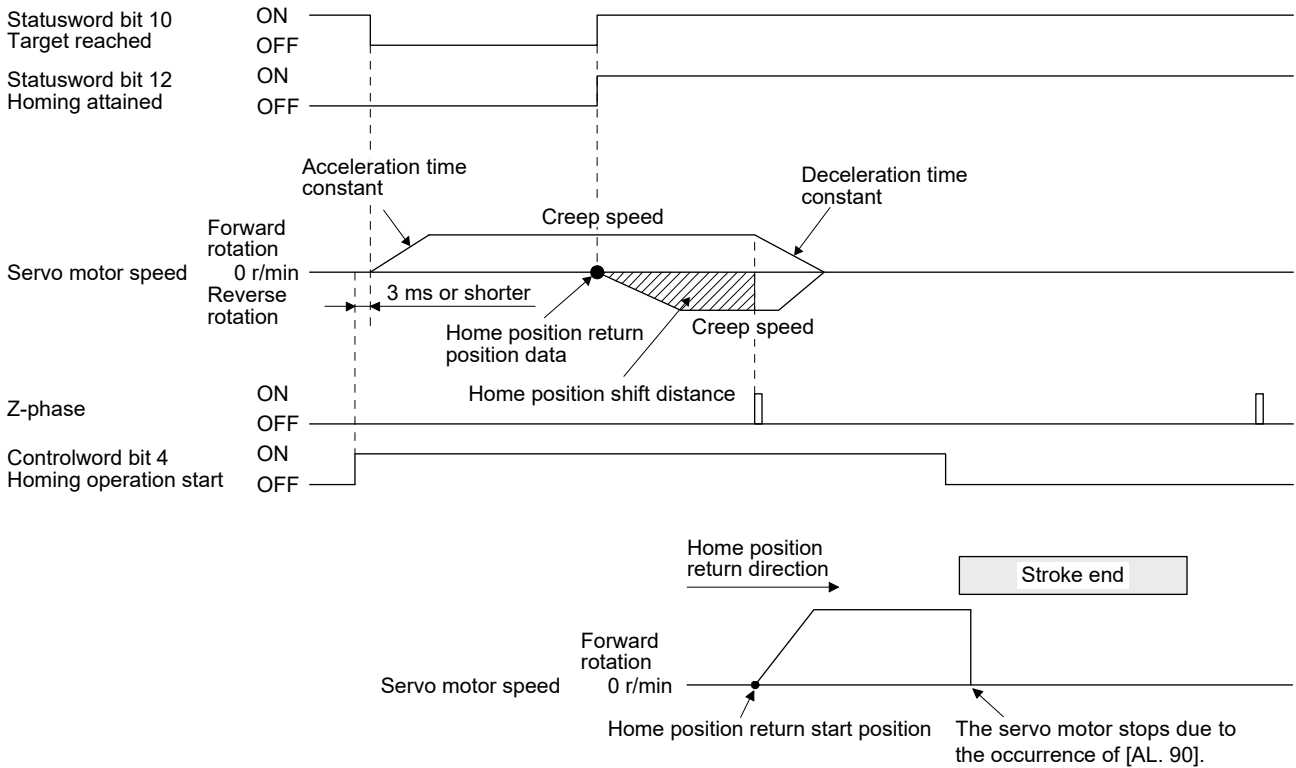 Statusword bit 10
Target reached
ON
OFF
Statusword bit 12
Homing attained
ON
OFF
Acceleration time
constant
Deceleration time
constant
Creep speed
Forward
rotation
Servo motor speed
0 r/min
Reverse
rotation
3 ms or shorter
Creep speed
Home position return
position data
Home position shift distance
Z-phase
ON
OFF
Controlword bit 4
Homing operation start
ON
OFF
Home position
return direction
Stroke end
Forward
rotation
Servo motor speed
0 r/min
Home position return start position
The servo motor stops due to
the occurrence of [AL. 90].